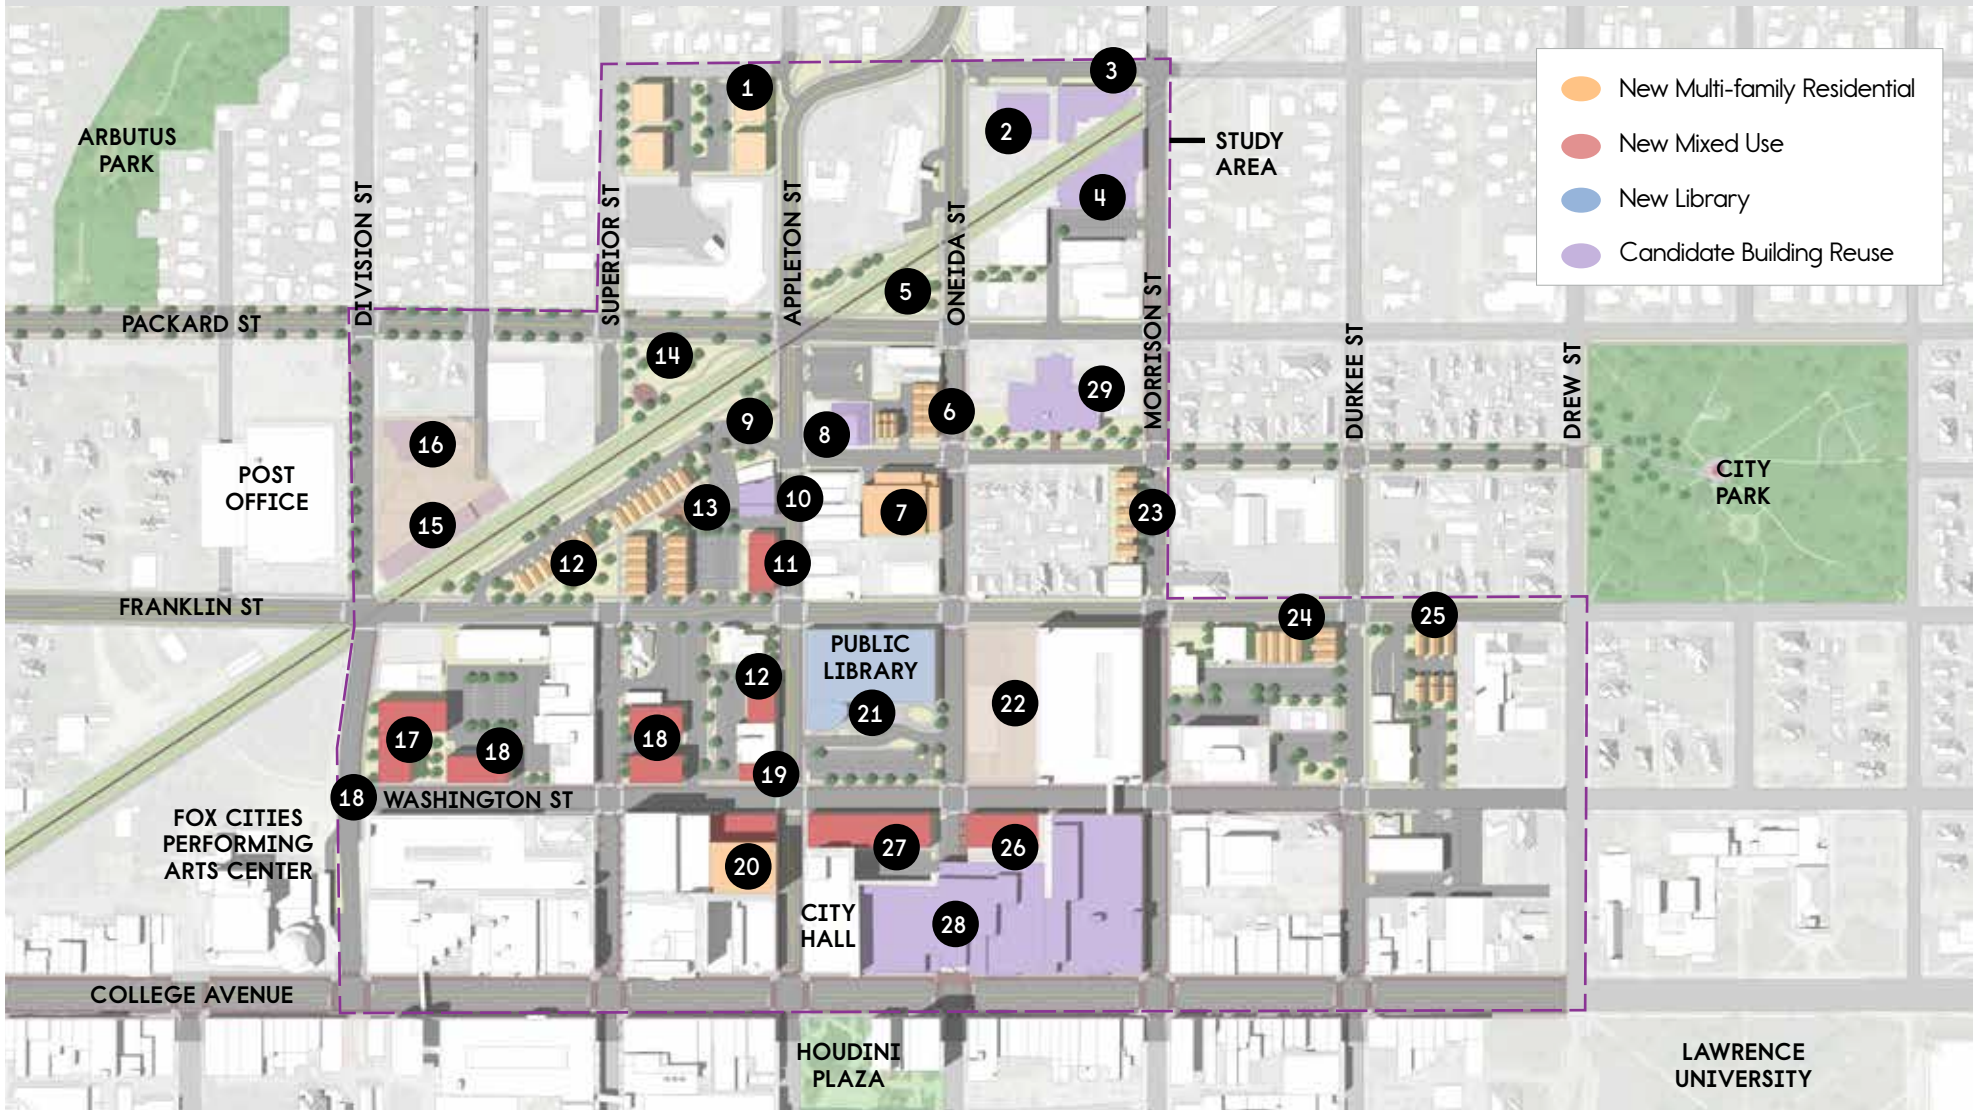 1
3
2
ARBUTUS
PARK
STUDY
AREA
4
New Multi-family Residential
New Mixed Use
New Library
Candidate Building Reuse
DIVISION ST
SUPERIOR ST
APPLETON ST
ONEIDA ST
MORRISON ST
DURKEE ST
DREW ST
5
PACKARD ST
14
29
6
9
8
16
POST
OFFICE
CITY
PARK
10
13
7
23
15
12
11
FRANKLIN ST
24
25
PUBLIC
LIBRARY
12
22
21
17
18
18
19
18
WASHINGTON ST
FOX CITIES
PERFORMING
ARTS CENTER
27
26
20
CITY
HALL
28
COLLEGE AVENUE
HOUDINI
PLAZA
LAWRENCE
UNIVERSITY